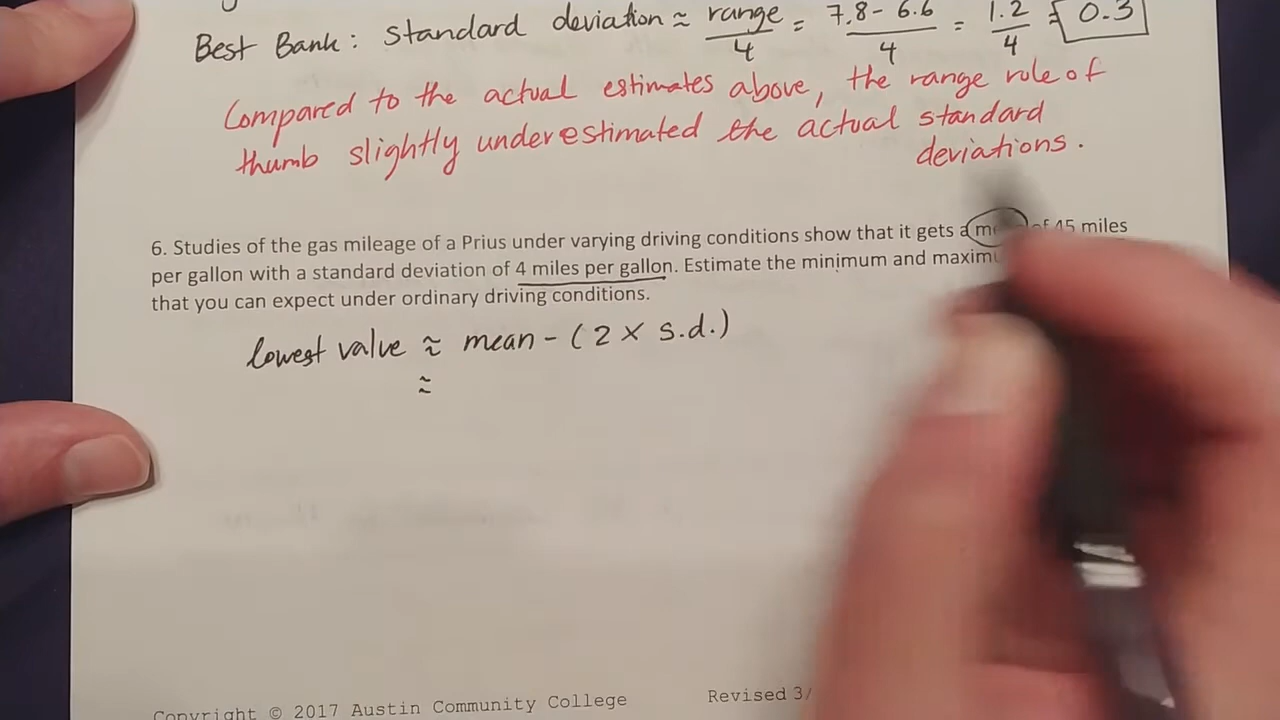 Best Bank: Standard deviation ≈ range/4 = 7.8 - 6.6/4 = 1.2/4 = 0.3
Compared to the actual estimates above, the range rule of
thumb slightly underestimated the actual standard
deviations.
6. Studies of the gas mileage of a Prius under varying driving conditions show that it gets a of 45 miles
per gallon with a standard deviation of 4 miles per gallon. Estimate the minimum and
that you can expect under ordinary driving conditions.
lowest value ≈ mean - (2 × s.d.)
≈
Copyright © 2017 Austin Community College Revised 3/